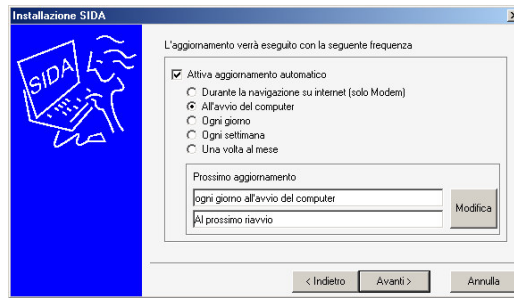 Installazione SIDA
SIDA
L'aggiornamento verrà eseguito con la seguente frequenza
Attiva aggiornamento automatico
Durante la navigazione su internet (solo Modem)
All'avvio del computer
Ogni giorno
Ogni settimana
Una volta al mese
Prossimo aggiornamento
ogni giorno all'avvio del computer
Al prossimo riavvio
Modifica
< Indietro
Avanti >
Annulla